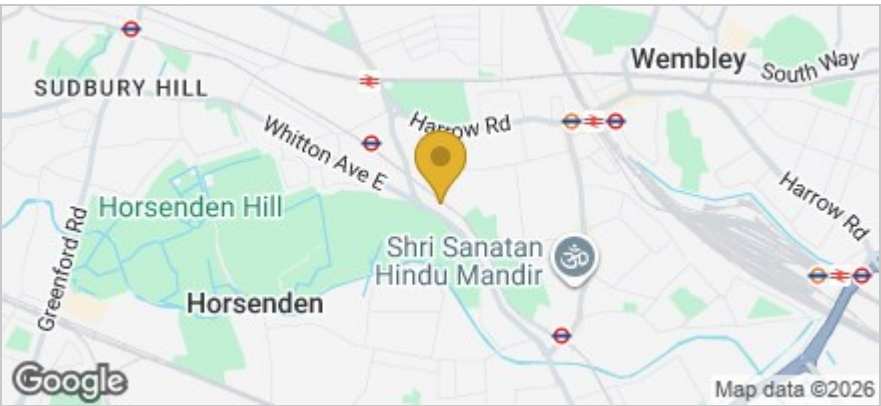 Wembley
South Way
SUDBURY HILL
Harrow Rd
Whitton Ave E
Harrow Rd
Horsenden Hill
Shri Sanatan
Hindu Mandir
Greenford Rd
Horsenden
Google
Map data ©2026